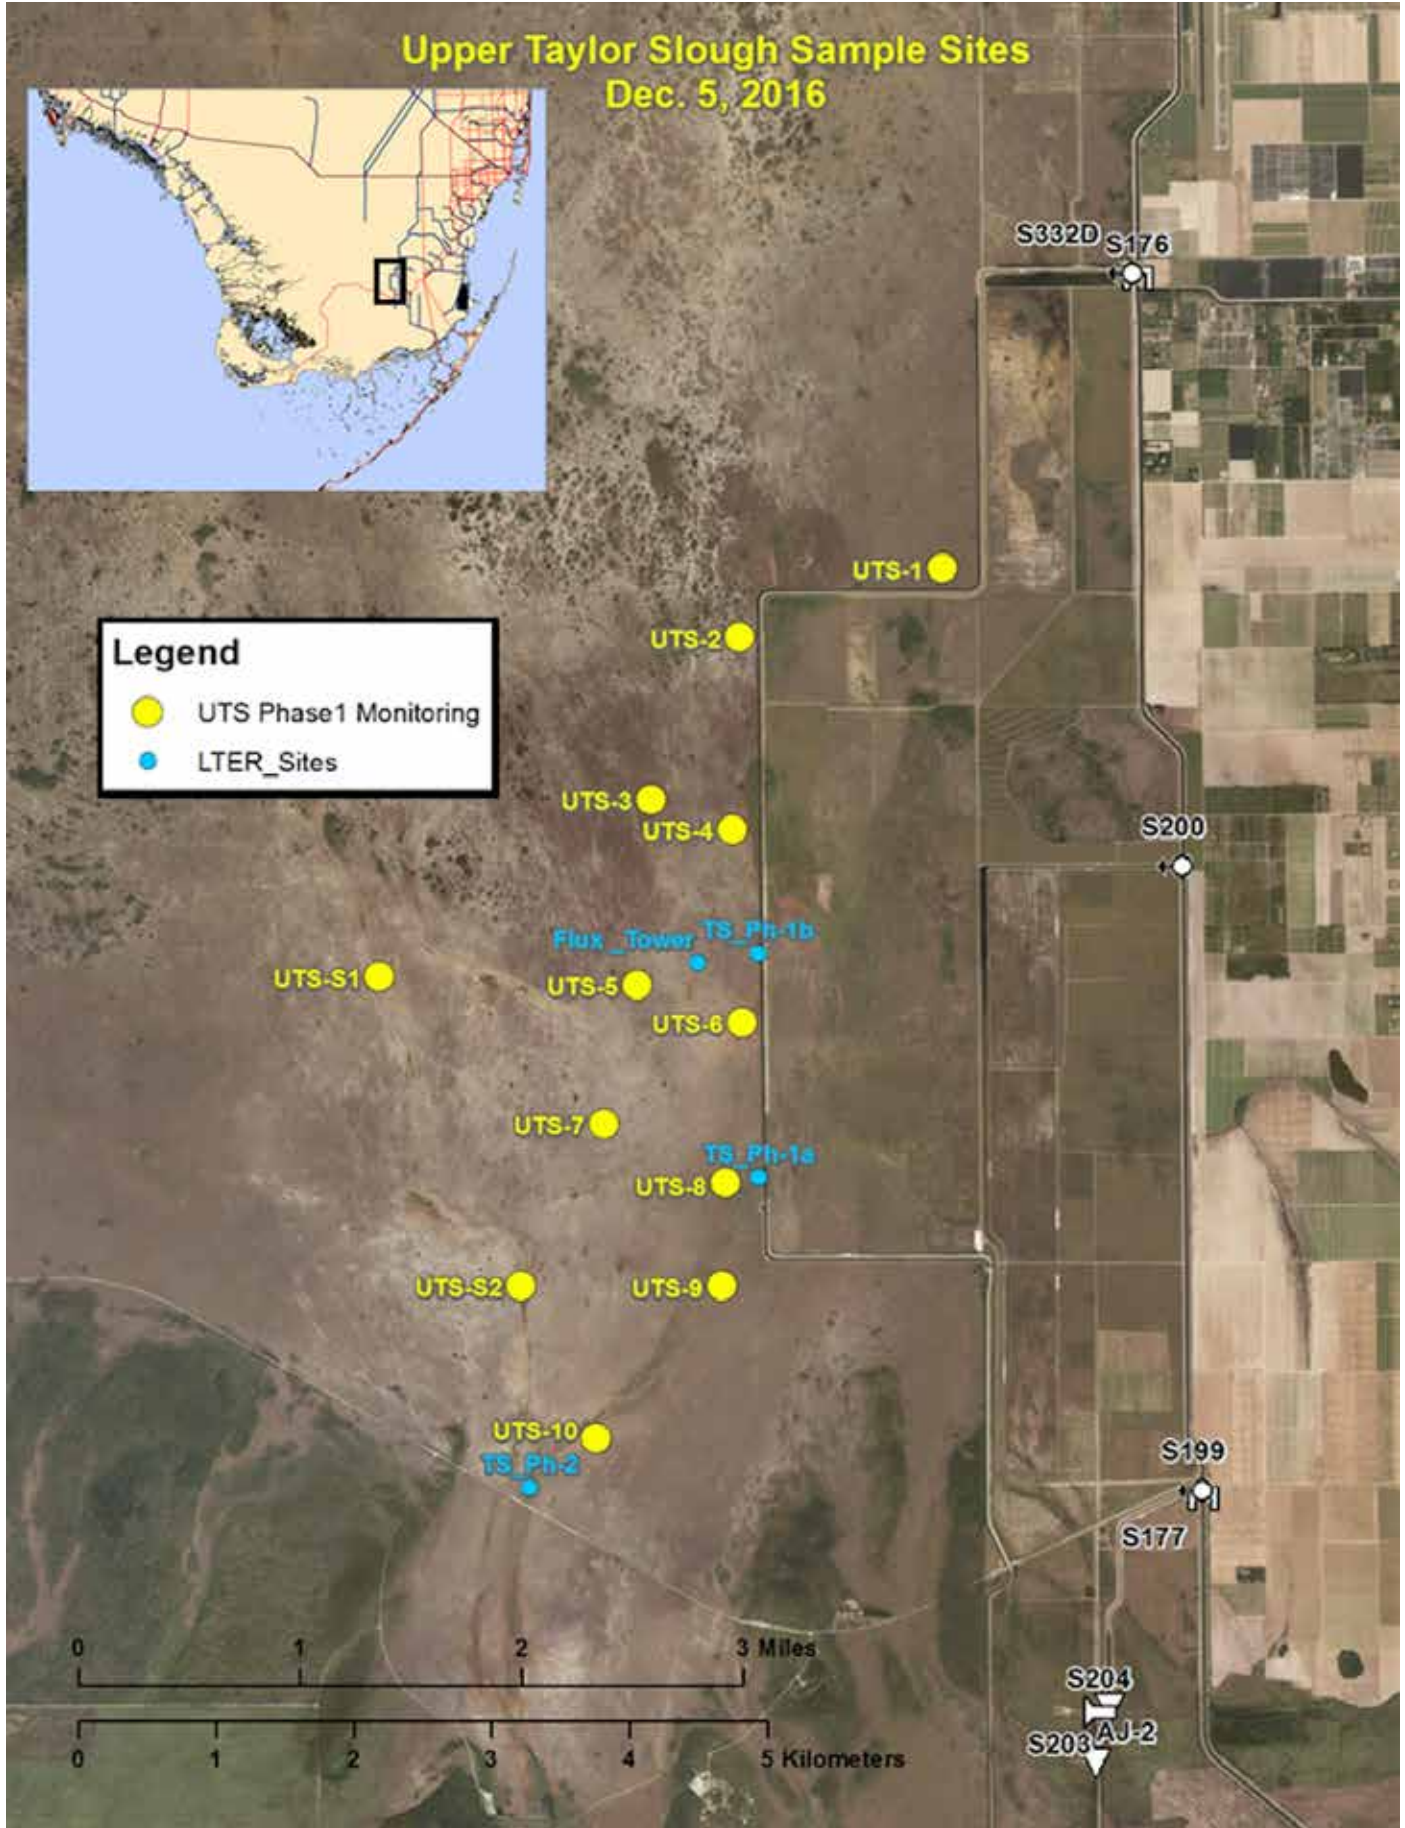 Upper Taylor Slough Sample Sites
Dec. 5, 2016
S332D
S176
UTS-1
UTS-2
Legend
UTS Phase1 Monitoring
LTER_Sites
UTS-3
UTS-4
S200
TS_Ph-1b
Flux _Tower
UTS-S1
UTS-5
UTS-6
UTS-7
TS_Ph-1a
UTS-8
UTS-S2
UTS-9
UTS-10
TS_Ph-2
S199
S177
0 1 2 3 Miles
S204
AJ-2
S203
0 1 2 3 4 5 Kilometers